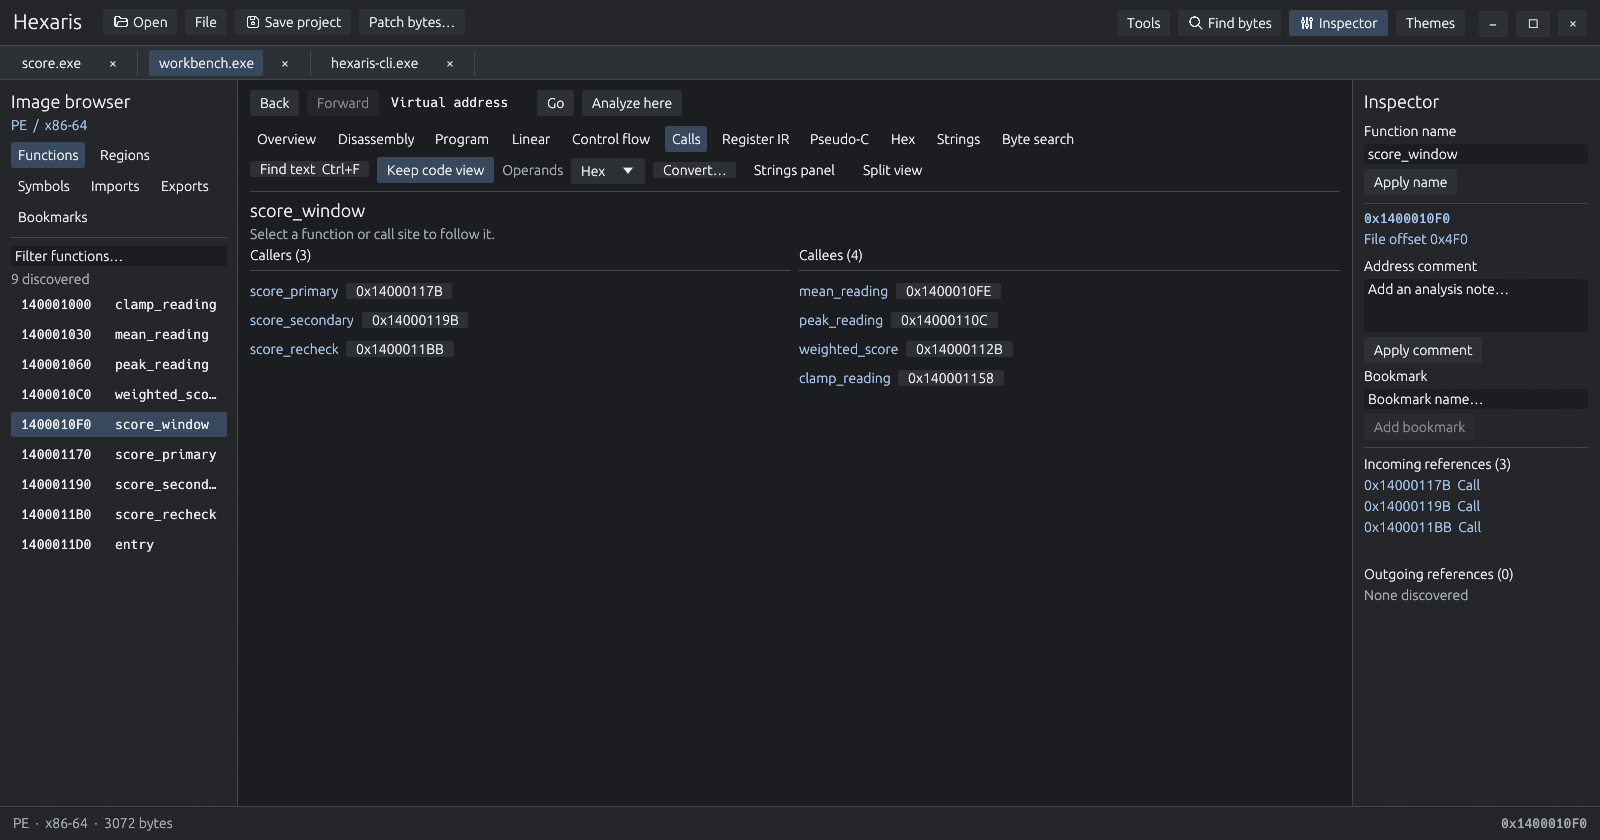 Hexaris Open File Save project Patch bytes... Tools Find bytes Inspector Themes
score.exe × workbench.exe × hexaris-cli.exe ×
Image browser
PE / x86-64
Functions Regions
Symbols Imports Exports
Bookmarks
Filter functions...
9 discovered
140001000 clamp_reading
140001030 mean_reading
140001060 peak_reading
1400010C0 weighted_sco...
1400010F0 score_window
140001170 score_primary
140001190 score_second...
1400011B0 score_recheck
1400011D0 entry
Back Forward Virtual address Go Analyze here
Overview Disassembly Program Linear Control flow Calls Register IR Pseudo-C Hex Strings Byte search
Find text Ctrl+F Keep code view Operands Hex Convert... Strings panel Split view
score_window
Select a function or call site to follow it.
Callers (3)
score_primary 0x14000117B
score_secondary 0x14000119B
score_recheck 0x1400011BB
Callees (4)
mean_reading 0x1400010FE
peak_reading 0x14000110C
weighted_score 0x14000112B
clamp_reading 0x140001158
Inspector
Function name
score_window
Apply name
0x1400010F0
File offset 0x4F0
Address comment
Add an analysis note...
Apply comment
Bookmark
Bookmark name...
Add bookmark
Incoming references (3)
0x14000117B Call
0x14000119B Call
0x1400011BB Call
Outgoing references (0)
None discovered
PE · x86-64 · 3072 bytes
0x1400010F0